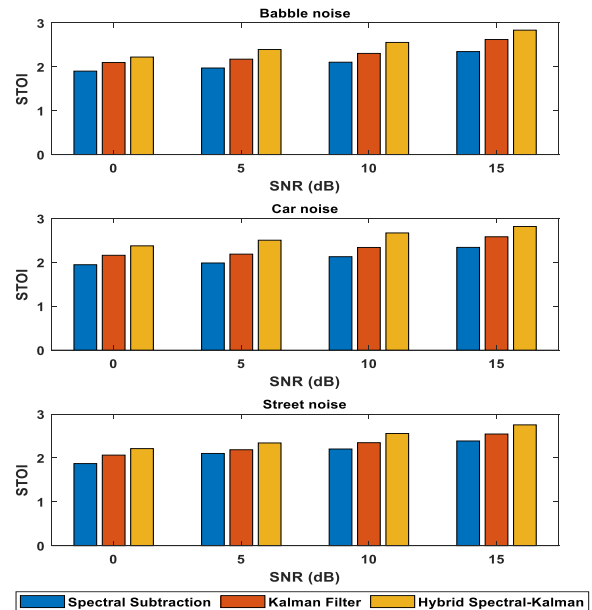 Babble noise
3
2
1
0
STOI
0 5 10 15
SNR (dB)
Car noise
3
2
1
0
STOI
0 5 10 15
SNR (dB)
Street noise
3
2
1
0
STOI
0 5 10 15
SNR (dB)
Spectral Subtraction Kalman Filter Hybrid Spectral-Kalman